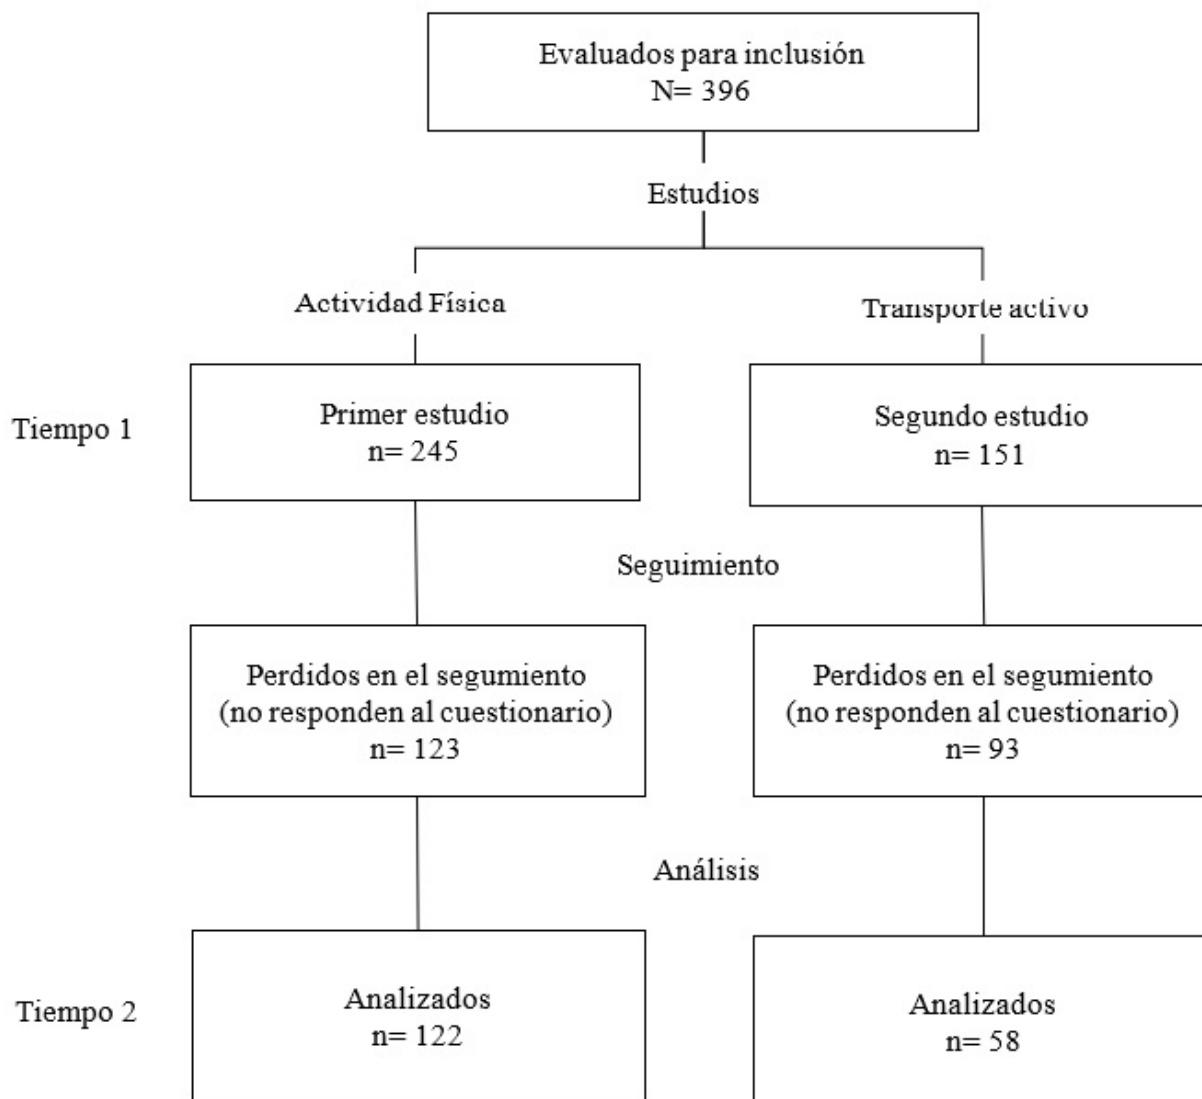 Evaluados para inclusión
N= 396
Estudios
Actividad Física
Transporte activo
Tiempo 1
Primer estudio
n= 245
Segundo estudio
n= 151
Seguimiento
Perdidos en el segumiento
(no responden al cuestionario)
n= 123
Perdidos en el segumiento
(no responden al cuestionario)
n= 93
Análisis
Tiempo 2
Analizados
n= 122
Analizados
n= 58